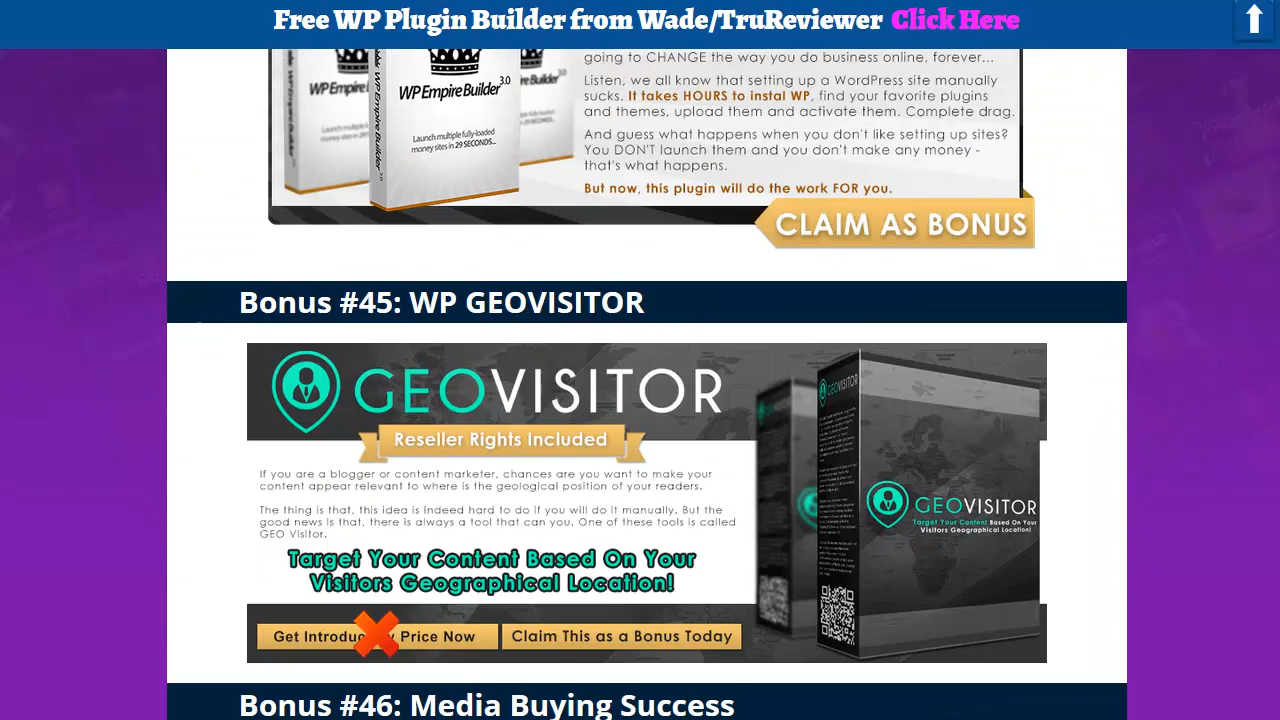 Free WP Plugin Builder from Wade/TruReviewer Click Here
going to CHANGE the way you do business online, forever...
Listen, we all know that setting up a WordPress site manually
sucks. It takes HOURS to instal WP, find your favorite plugins
and themes, upload them and activate them. Complete drag.
And guess what happens when you don't like setting up sites?
You DON'T launch them and you don't make any money -
that's what happens.
But now, this plugin will do the work FOR you.
WP Empire Builder 3.0
Launch multiple fully-loaded
money sites in 29 SECONDS...
CLAIM AS BONUS
Bonus #45: WP GEOVISITOR
GEOVISITOR
Reseller Rights Included
If you are a blogger or content marketer, chances are you want to make your
content appear relevant to where is the geological position of your readers.
The thing is that, this idea is indeed hard to do if you will do it manually. But the
good news is that, there is always a tool that can you. One of these tools is called
GEO Visitor.
Target Your Content Based On Your
Visitors Geographical Location!
Get Introduc y Price Now
Claim This as a Bonus Today
GEOVISITOR
GEOVISITOR
Target Your Content Based On Your
Visitors Geographical Location!
Bonus #46: Media Buying Success